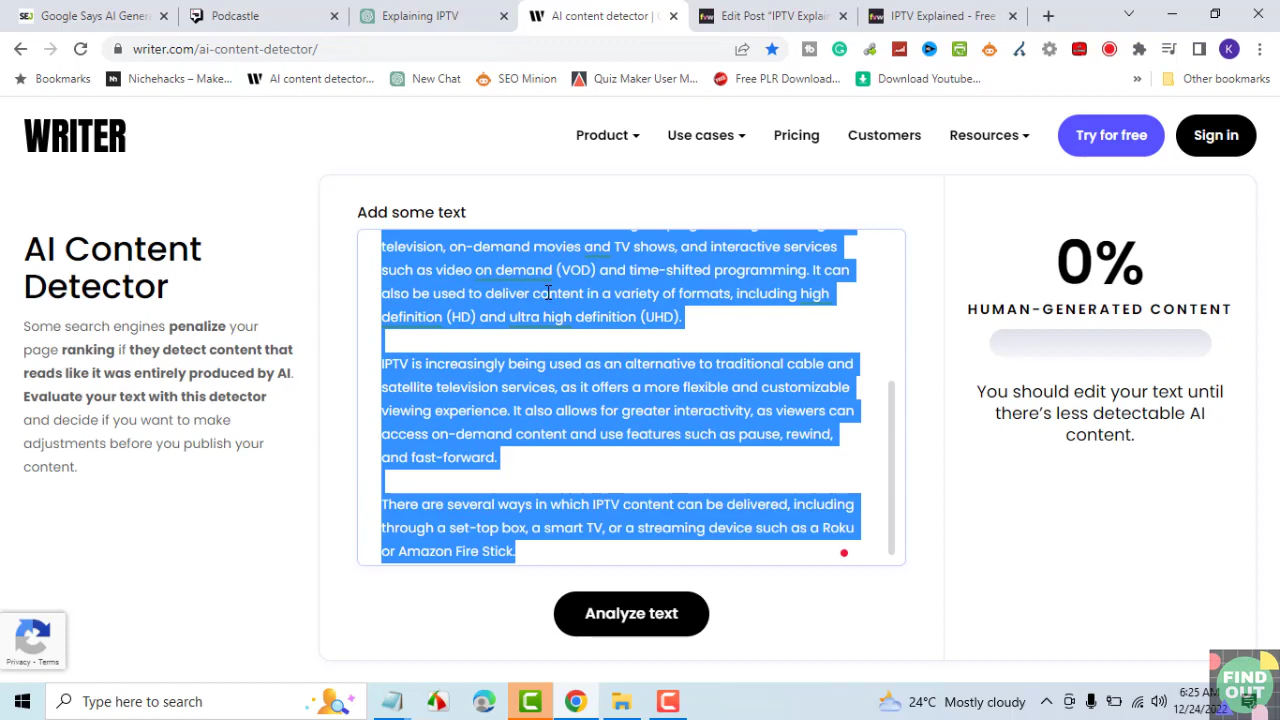 Google Says AI Genera
Podcastle
Explaining IPTV
AI content detector |
Edit Post "IPTV Explain
IPTV Explained - Free
writer.com/ai-content-detector/
K
Bookmarks
Nichehacks – Make...
AI content detector...
New Chat
SEO Minion
Quiz Maker User M...
Free PLR Download...
Download Youtube...
»
Other bookmarks
WRITER
Product
Use cases
Pricing
Customers
Resources
Try for free
Sign in
AI Content
Detector
Some search engines penalize your
page ranking if they detect content that
reads like it was entirely produced by AI.
Evaluate your text with this detector
and decide if you want to make
adjustments before you publish your
content.
Add some text
television, on-demand movies and TV shows, and interactive services
such as video on demand (VOD) and time-shifted programming. It can
also be used to deliver content in a variety of formats, including high
definition (HD) and ultra high definition (UHD).
IPTV is increasingly being used as an alternative to traditional cable and
satellite television services, as it offers a more flexible and customizable
viewing experience. It also allows for greater interactivity, as viewers can
access on-demand content and use features such as pause, rewind,
and fast-forward.
There are several ways in which IPTV content can be delivered, including
through a set-top box, a smart TV, or a streaming device such as a Roku
or Amazon Fire Stick.
Analyze text
0%
HUMAN-GENERATED CONTENT
You should edit your text until
there's less detectable AI
content.
Privacy - Terms
FIND
OUT
Type here to search
24°C Mostly cloudy
6:25 AM
12/24/2022